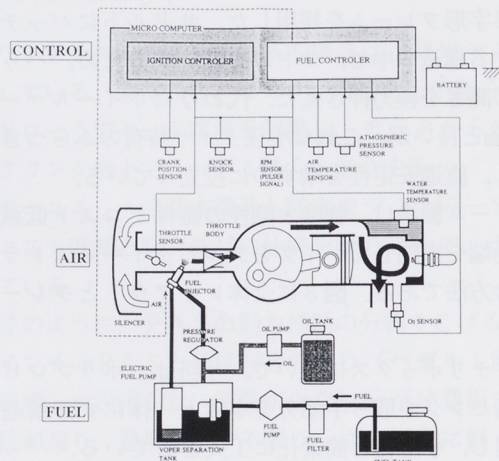 MICRO COMPUTER
CONTROL
IGNITION CONTROLER
FUEL CONTROLER
BATTERY
CRANK
POSITION
SENSOR
KNOCK
SENSOR
RPM
SENSOR
(PULSER
SIGNAL)
AIR
TEMPERATURE
SENSOR
ATMOSPHERIC
PRESSURE
SENSOR
WATER
TEMPERATURE
SENSOR
THROTTLE
SENSOR
THROTTLE
BODY
AIR
FUEL
INJECTOR
AIR
SILENCER
O2 SENSOR
PRESSURE
REGULATOR
OIL PUMP
OIL TANK
OIL
ELECTRIC
FUEL PUMP
FUEL
FUEL
FUEL
PUMP
FUEL
FILTER
VOPER SEPARATION
TANK
FUEL TANK